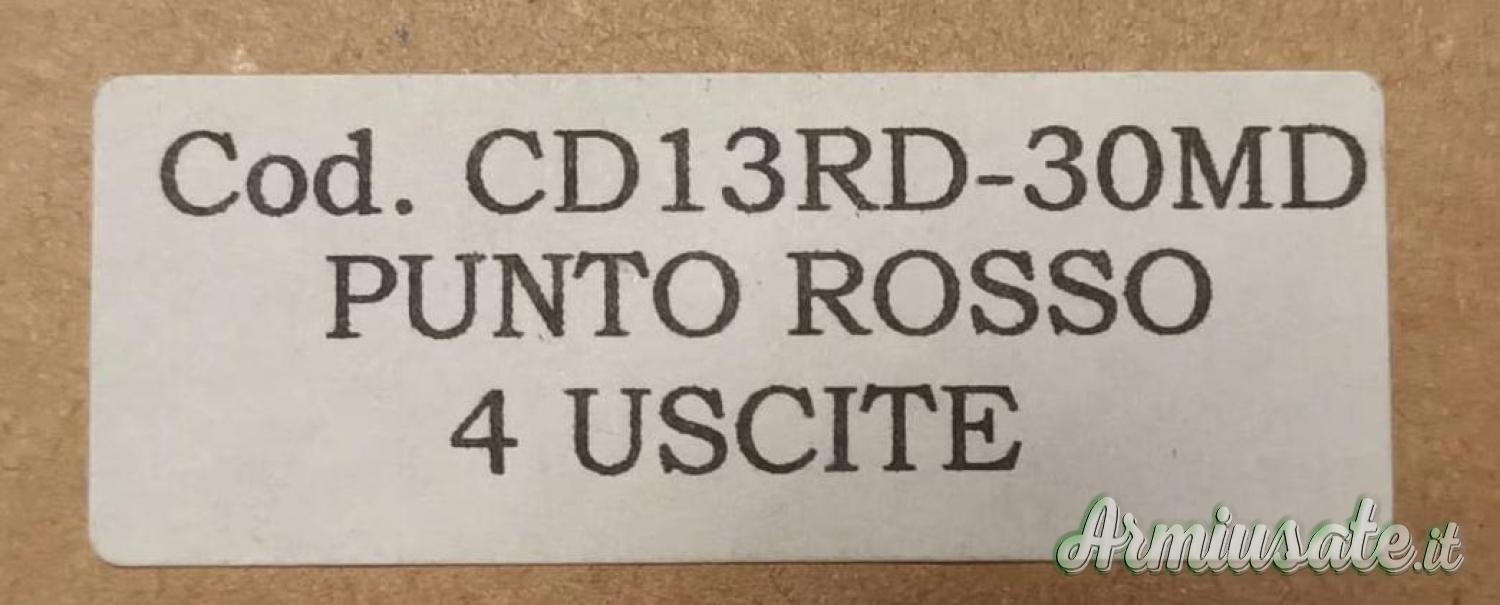 Cod. CD13RD-30MD
PUNTO ROSSO
4 USCITE
Armiusate.it